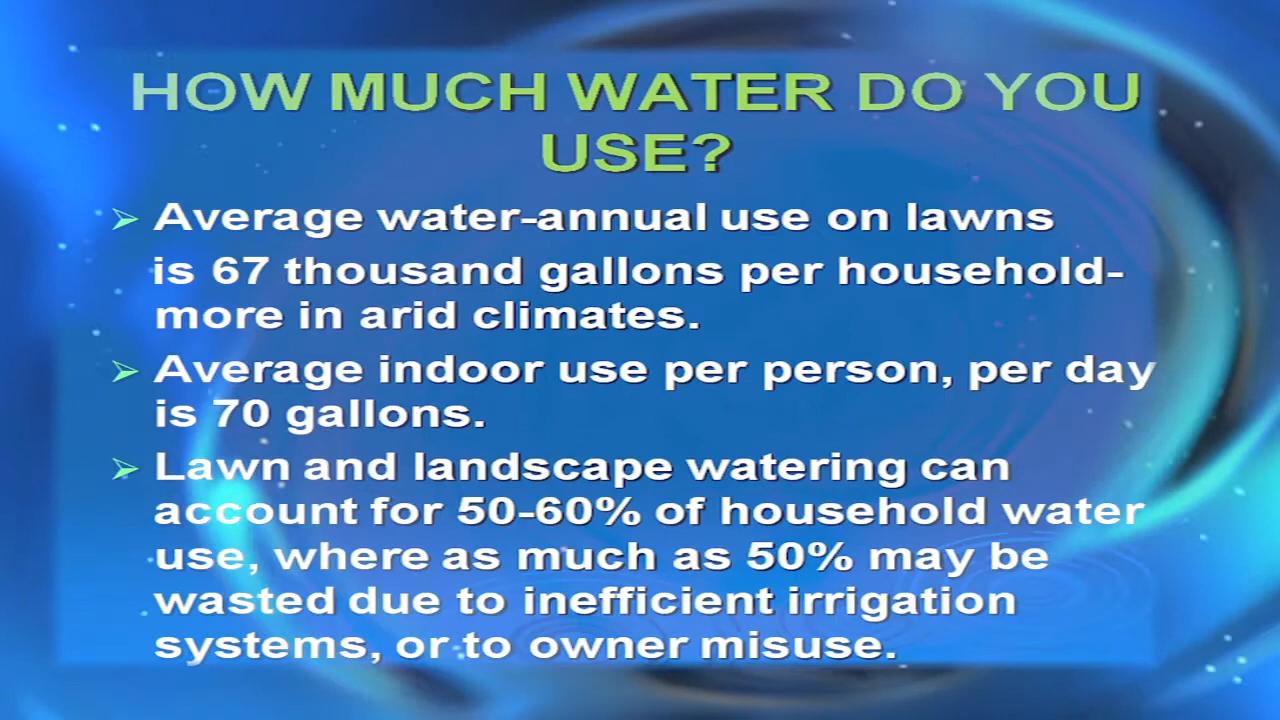 HOW MUCH WATER DO YOU
USE?
➢ Average water-annual use on lawns
is 67 thousand gallons per household-
more in arid climates.
➢ Average indoor use per person, per day
is 70 gallons.
➢ Lawn and landscape watering can
account for 50-60% of household water
use, where as much as 50% may be
wasted due to inefficient irrigation
systems, or to owner misuse.